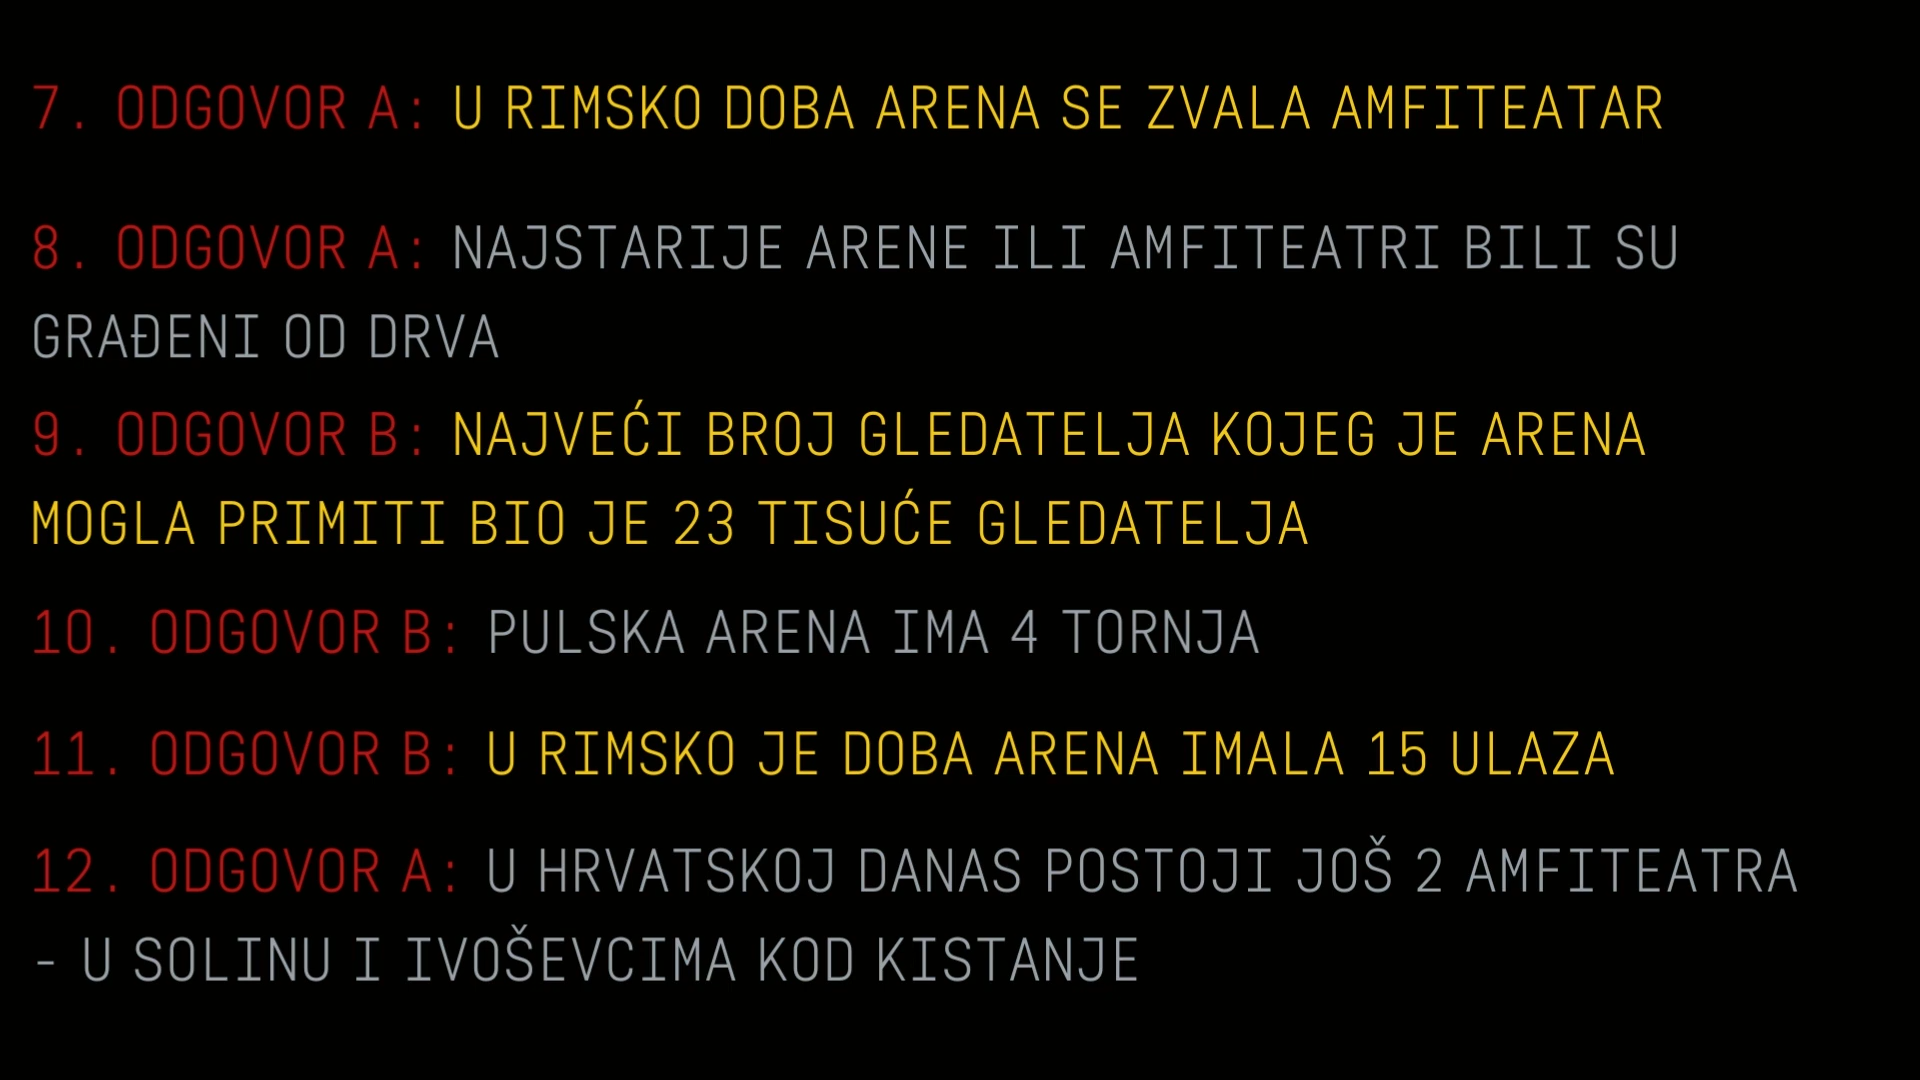 7. ODGOVOR A: U RIMSKO DOBA ARENA SE ZVALA AMFITEATAR
8. ODGOVOR A: NAJSTARIJE ARENE ILI AMFITEATRI BILI SU
GRAĐENI OD DRVA
9. ODGOVOR B: NAJVEĆI BROJ GLEDATELJA KOJEG JE ARENA
MOGLA PRIMITI BIO JE 23 TISUĆE GLEDATELJA
10. ODGOVOR B: PULSKA ARENA IMA 4 TORNJA
11. ODGOVOR B: U RIMSKO JE DOBA ARENA IMALA 15 ULAZA
12. ODGOVOR A: U HRVATSKOJ DANAS POSTOJI JOŠ 2 AMFITEATRA
- U SOLINU I IVOŠEVCIMA KOD KISTANJE